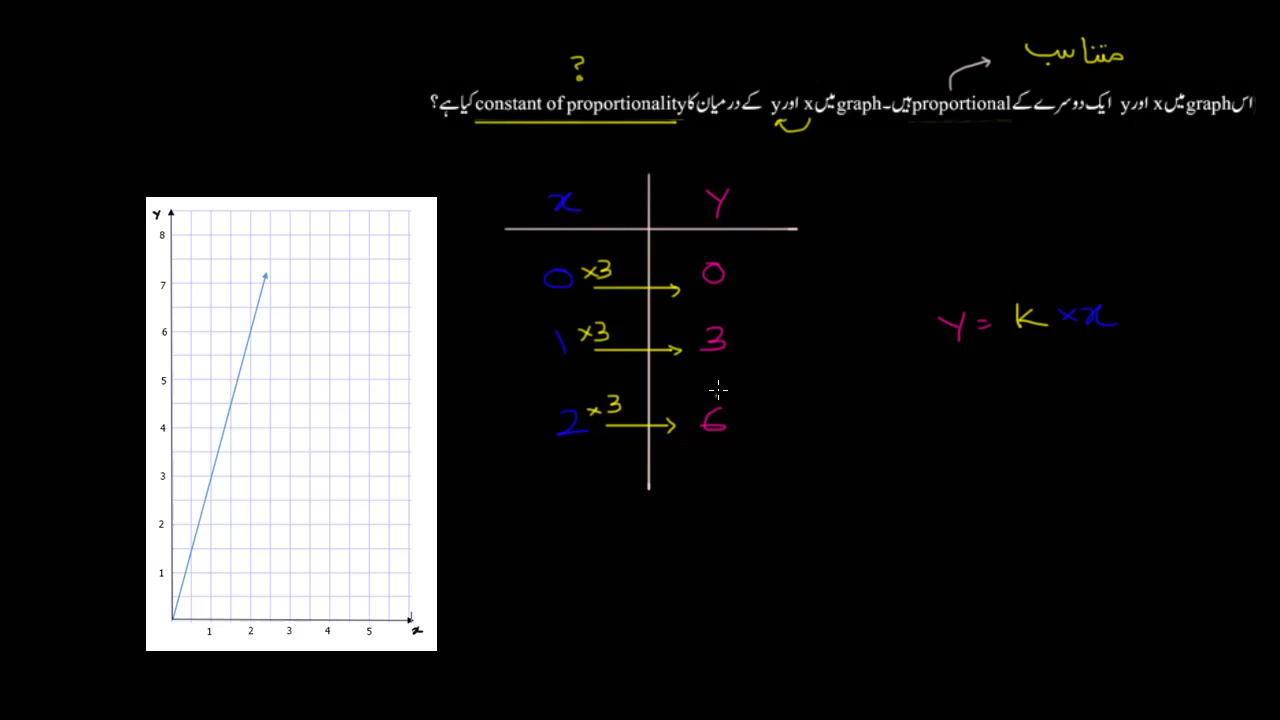 متناسب
?
اس graph میں x اور y ایک دوسرے کے proportional ہیں۔ graph میں x اور y کے درمیان کا constant of proportionality کیا ہے؟
x Y
0 ×3 0
1 ×3 3
2 ×3 6
Y = K × x
Y
8
7
6
5
4
3
2
1
1 2 3 4 5 x